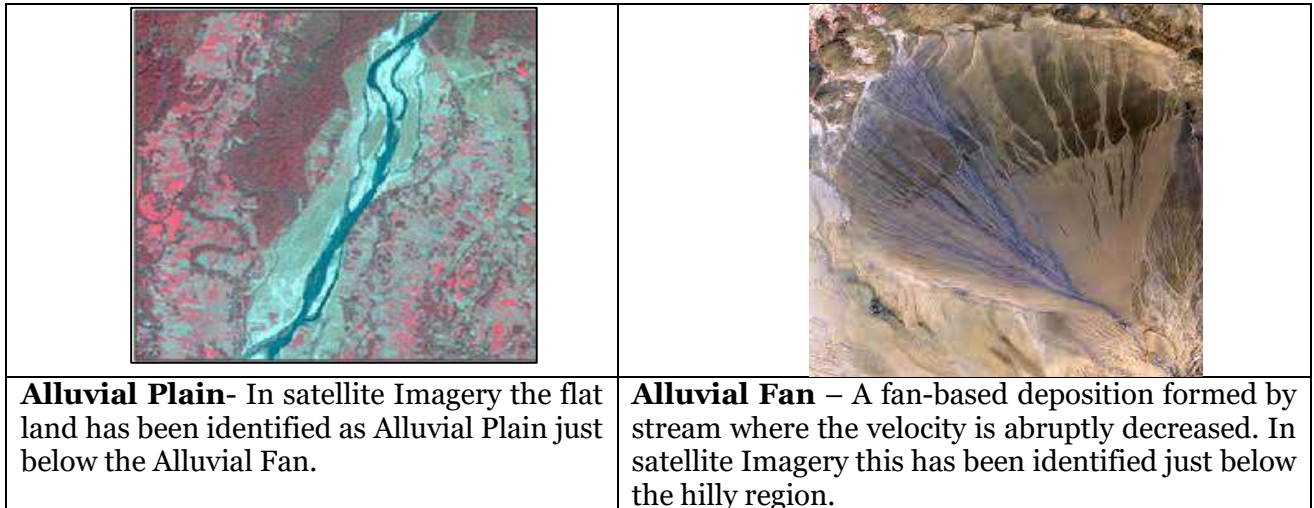 Alluvial Plain- In satellite Imagery the flat
land has been identified as Alluvial Plain just
below the Alluvial Fan.
Alluvial Fan – A fan-based deposition formed by
stream where the velocity is abruptly decreased. In
satellite Imagery this has been identified just below
the hilly region.